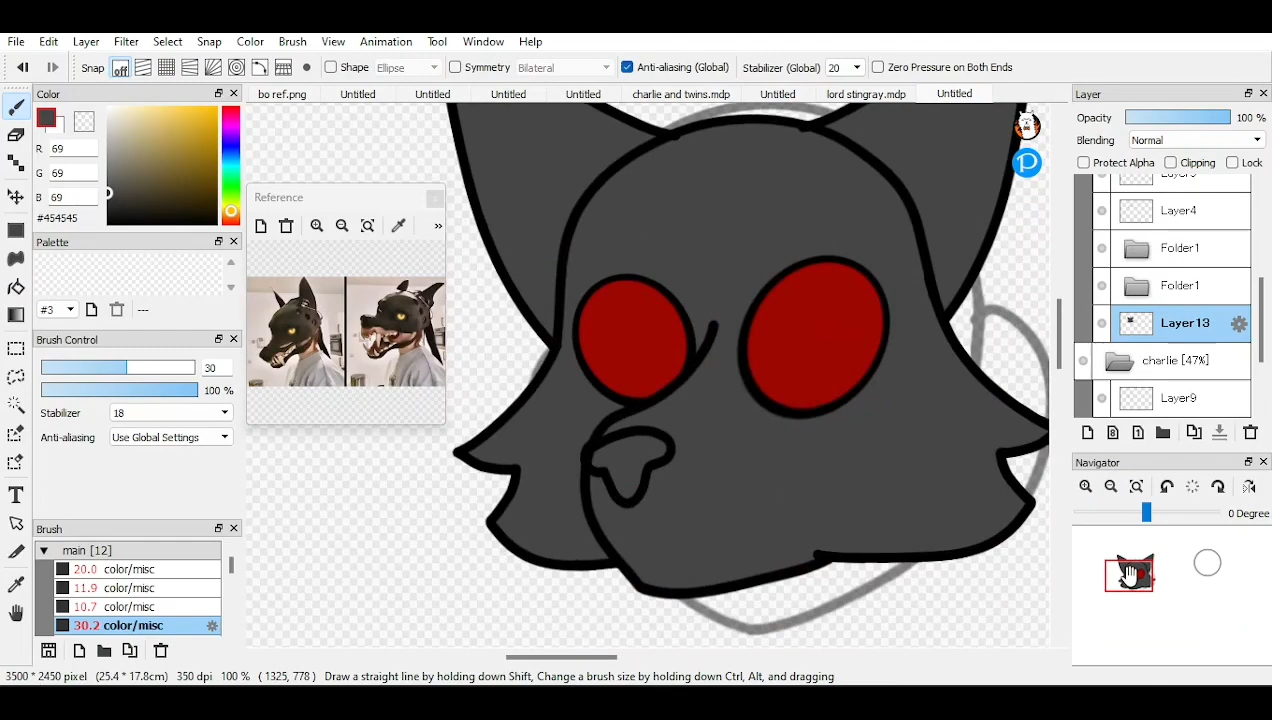 File Edit Layer Filter Select Snap Color Brush View Animation Tool Window Help
Snap off Shape Ellipse Symmetry Bilateral Anti-aliasing (Global) Stabilizer (Global) 20 Zero Pressure on Both Ends
bo ref.png Untitled Untitled Untitled Untitled charlie and twins.mdp Untitled lord stingray.mdp Untitled
Color
R 69
G 69
B 69
#454545
Palette
#3 ---
Brush Control
30
100 %
Stabilizer 18
Anti-aliasing Use Global Settings
Brush
main [12]
20.0 color/misc
11.9 color/misc
10.7 color/misc
30.2 color/misc
Reference
»
Layer
Opacity 100 %
Blending Normal
Protect Alpha Clipping Lock
Layer4
Folder1
Folder1
Layer13
charlie [47%]
Layer9
Navigator
0 Degree
3500 * 2450 pixel (25.4 * 17.8cm) 350 dpi 100 % ( 1325, 778 ) Draw a straight line by holding down Shift, Change a brush size by holding down Ctrl, Alt, and dragging